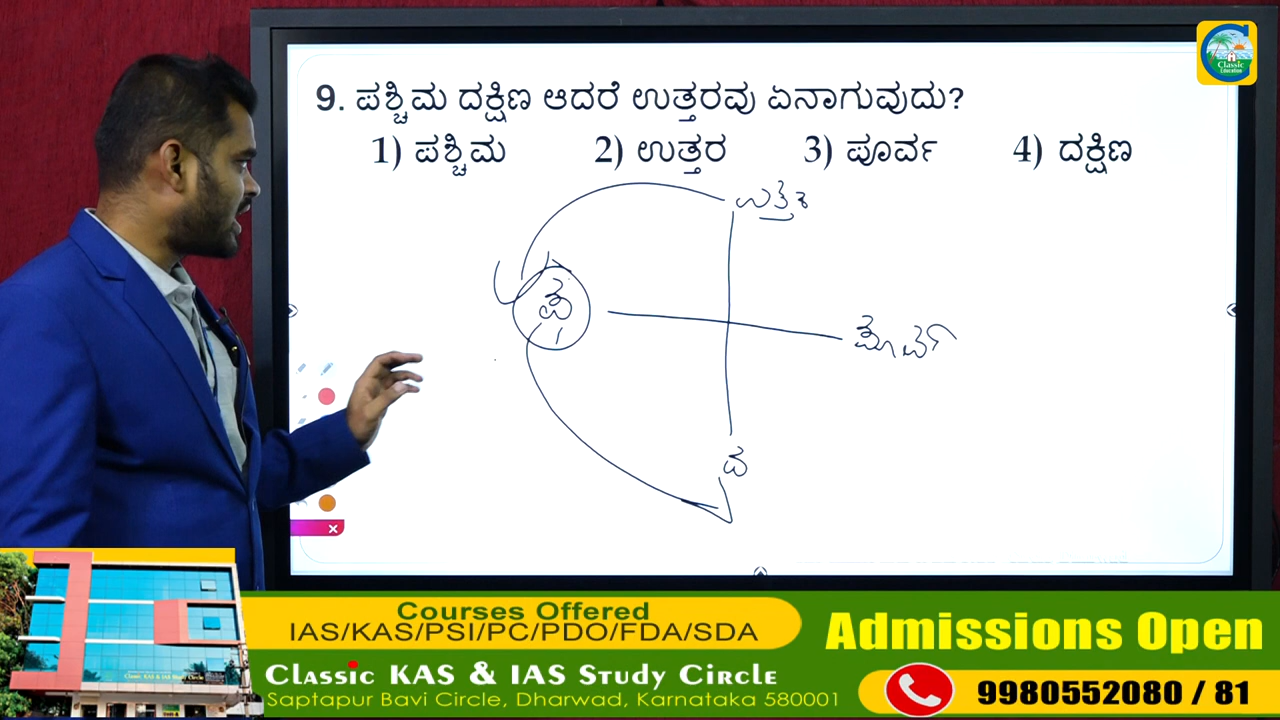 Classic
Education
9. ಪಶ್ಚಿಮ ದಕ್ಷಿಣ ಆದರೆ ಉತ್ತರವು ಏನಾಗುವುದು?
1) ಪಶ್ಚಿಮ 2) ಉತ್ತರ 3) ಪೂರ್ವ 4) ದಕ್ಷಿಣ
ಉತ್ತರ
ಪ
ಪೂರ್ವ
ದ
Courses Offered
IAS/KAS/PSI/PC/PDO/FDA/SDA
Classic KAS & IAS Study Circle
Saptapur Bavi Circle, Dharwad, Karnataka 580001
Admissions Open
9980552080 / 81